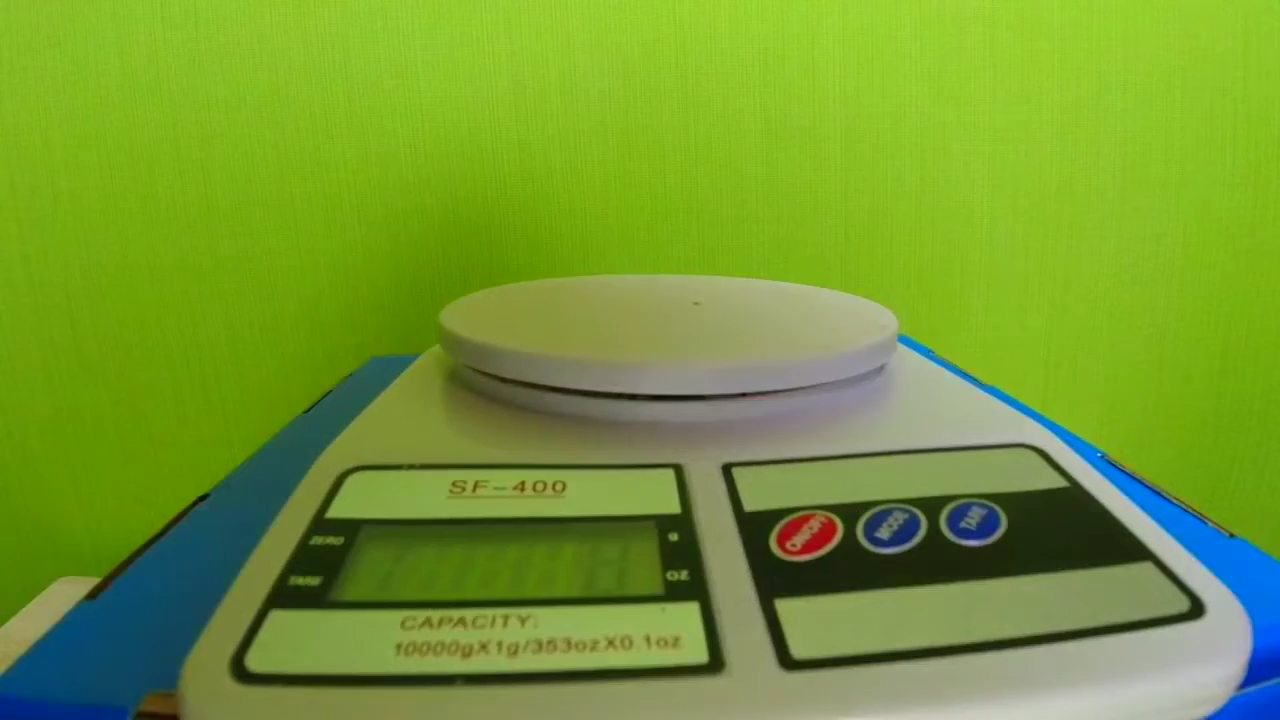 SF-400
ZERO
g
TARE
OZ
CAPACITY:
10000gX1g/353ozX0.1oz
ON/OFF
MODE
TARE